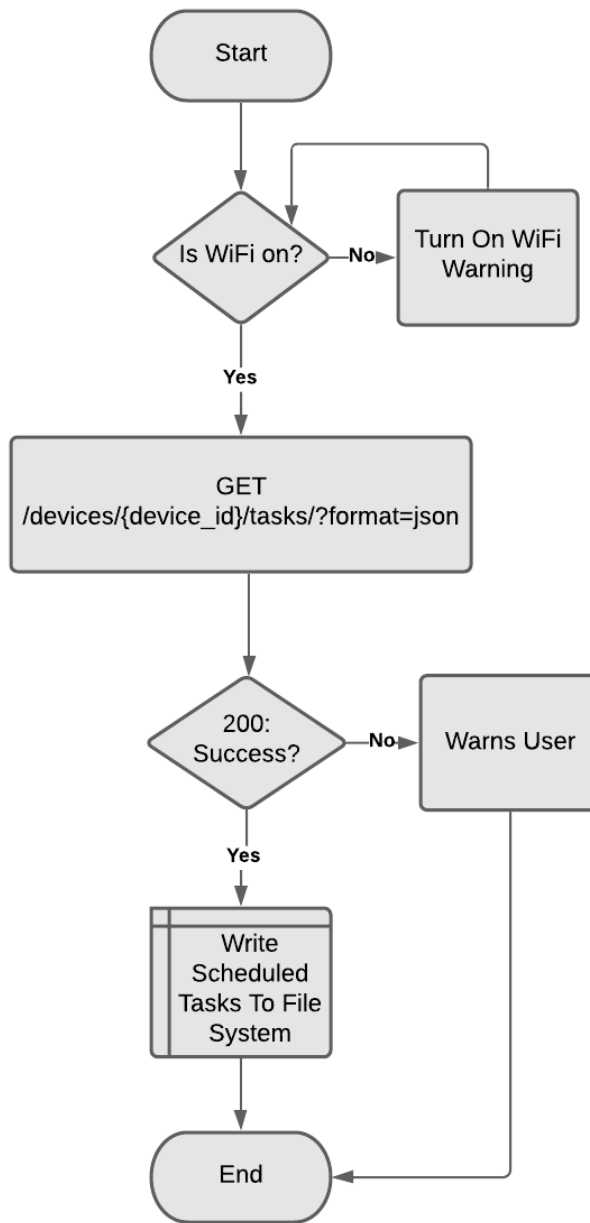 Start
Is WiFi on?
No
Turn On WiFi
Warning
Yes
GET
/devices/{device_id}/tasks/?format=json
200:
Success?
No
Warns User
Yes
Write
Scheduled
Tasks To File
System
End